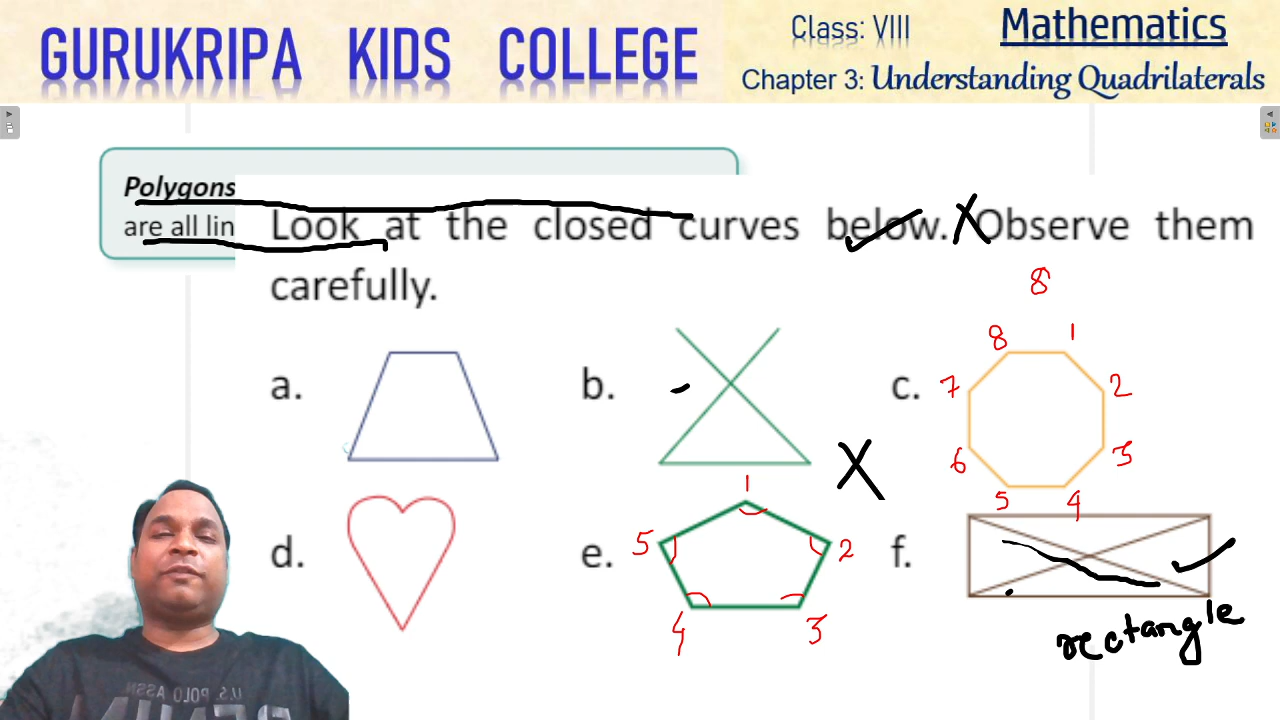 GURUKRIPA KIDS COLLEGE
Class: VIII Mathematics
Chapter 3: Understanding Quadrilaterals
Polygons
are all lin
Look at the closed curves below. Observe them
carefully.
8
a.
b.
c.
8 1
7 2
6 3
5 4
d.
e.
1
5 2
4 3
f.
rectangle
U.S. POLO ASSN.